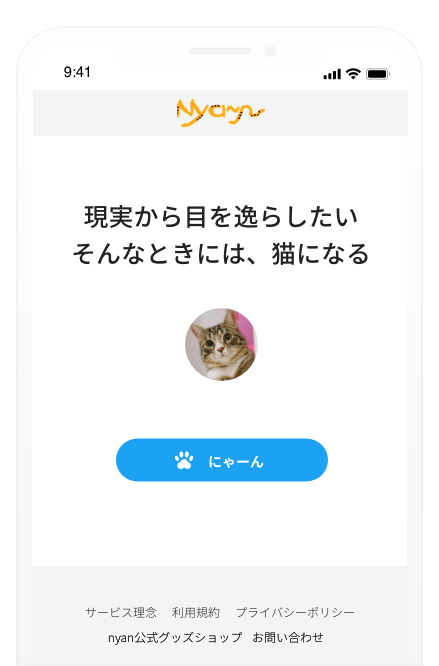 9:41
Nya~n
現実から目を逸らしたい
そんなときには、猫になる
にゃーん
サービス理念 利用規約 プライバシーポリシー
nyan公式グッズショップ お問い合わせ